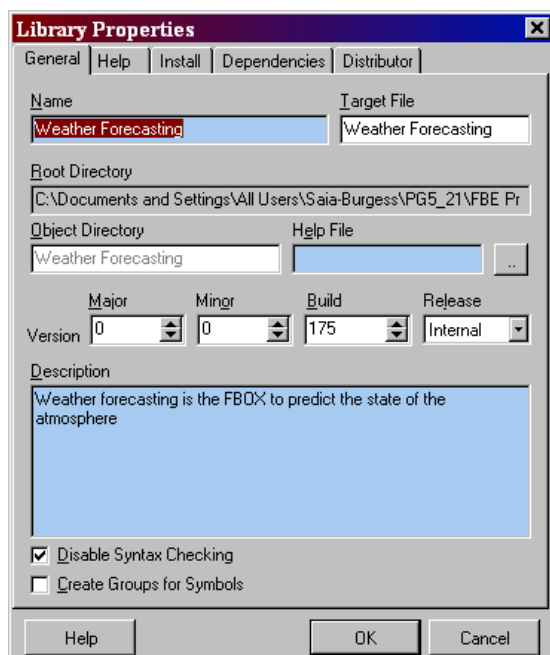 Library Properties
General Help Install Dependencies Distributor
Name Target File
Weather Forecasting Weather Forecasting
Root Directory
C:\Documents and Settings\All Users\Saia-Burgess\PG5_21\FBE Pr
Object Directory Help File
Weather Forecasting ..
Major Minor Build Release
Version 0 0 175 Internal
Description
Weather forecasting is the FBOX to predict the state of the
atmosphere
Disable Syntax Checking
Create Groups for Symbols
Help OK Cancel